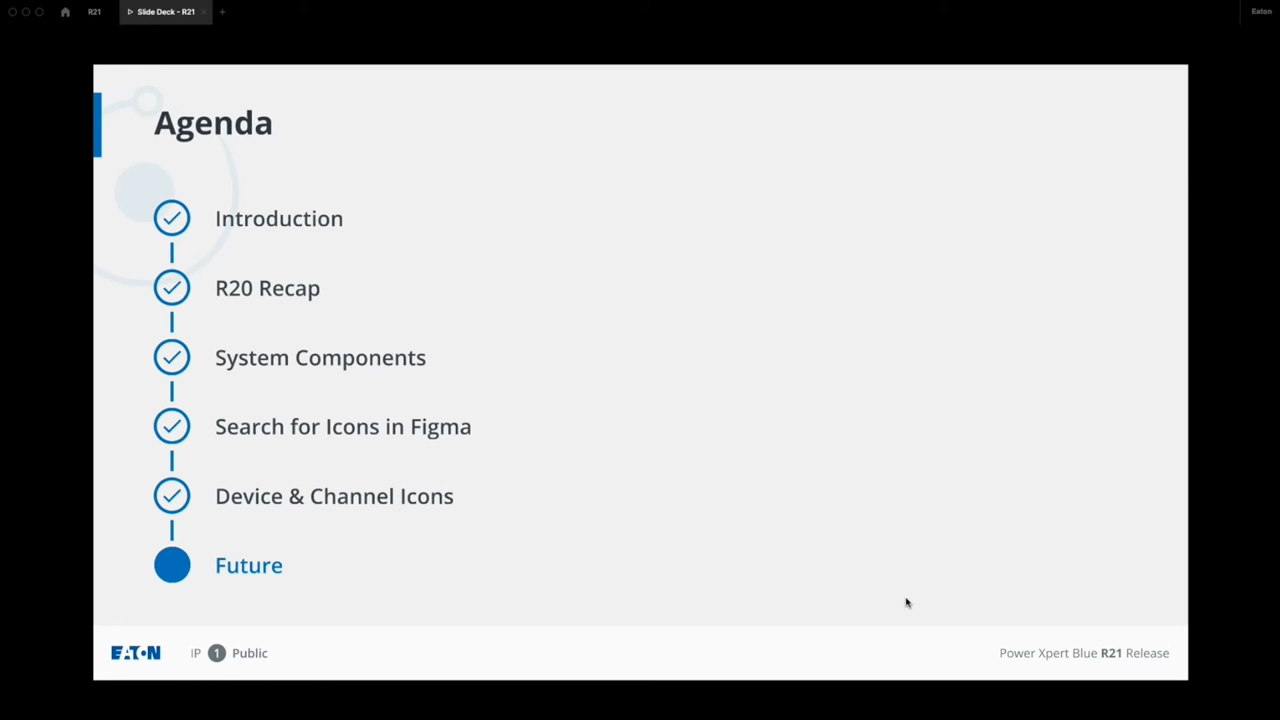 R21
Slide Deck - R21
Eaton
Agenda
Introduction
R20 Recap
System Components
Search for Icons in Figma
Device & Channel Icons
Future
EATON
IP 1 Public
Power Xpert Blue R21 Release